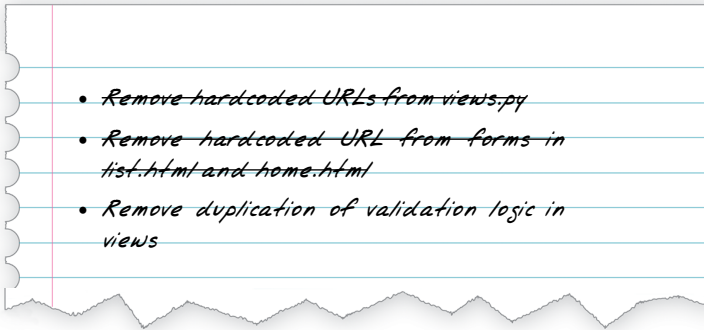 • Remove hardcoded URLs from views.py
• Remove hardcoded URL from forms in
list.html and home.html
• Remove duplication of validation logic in
views